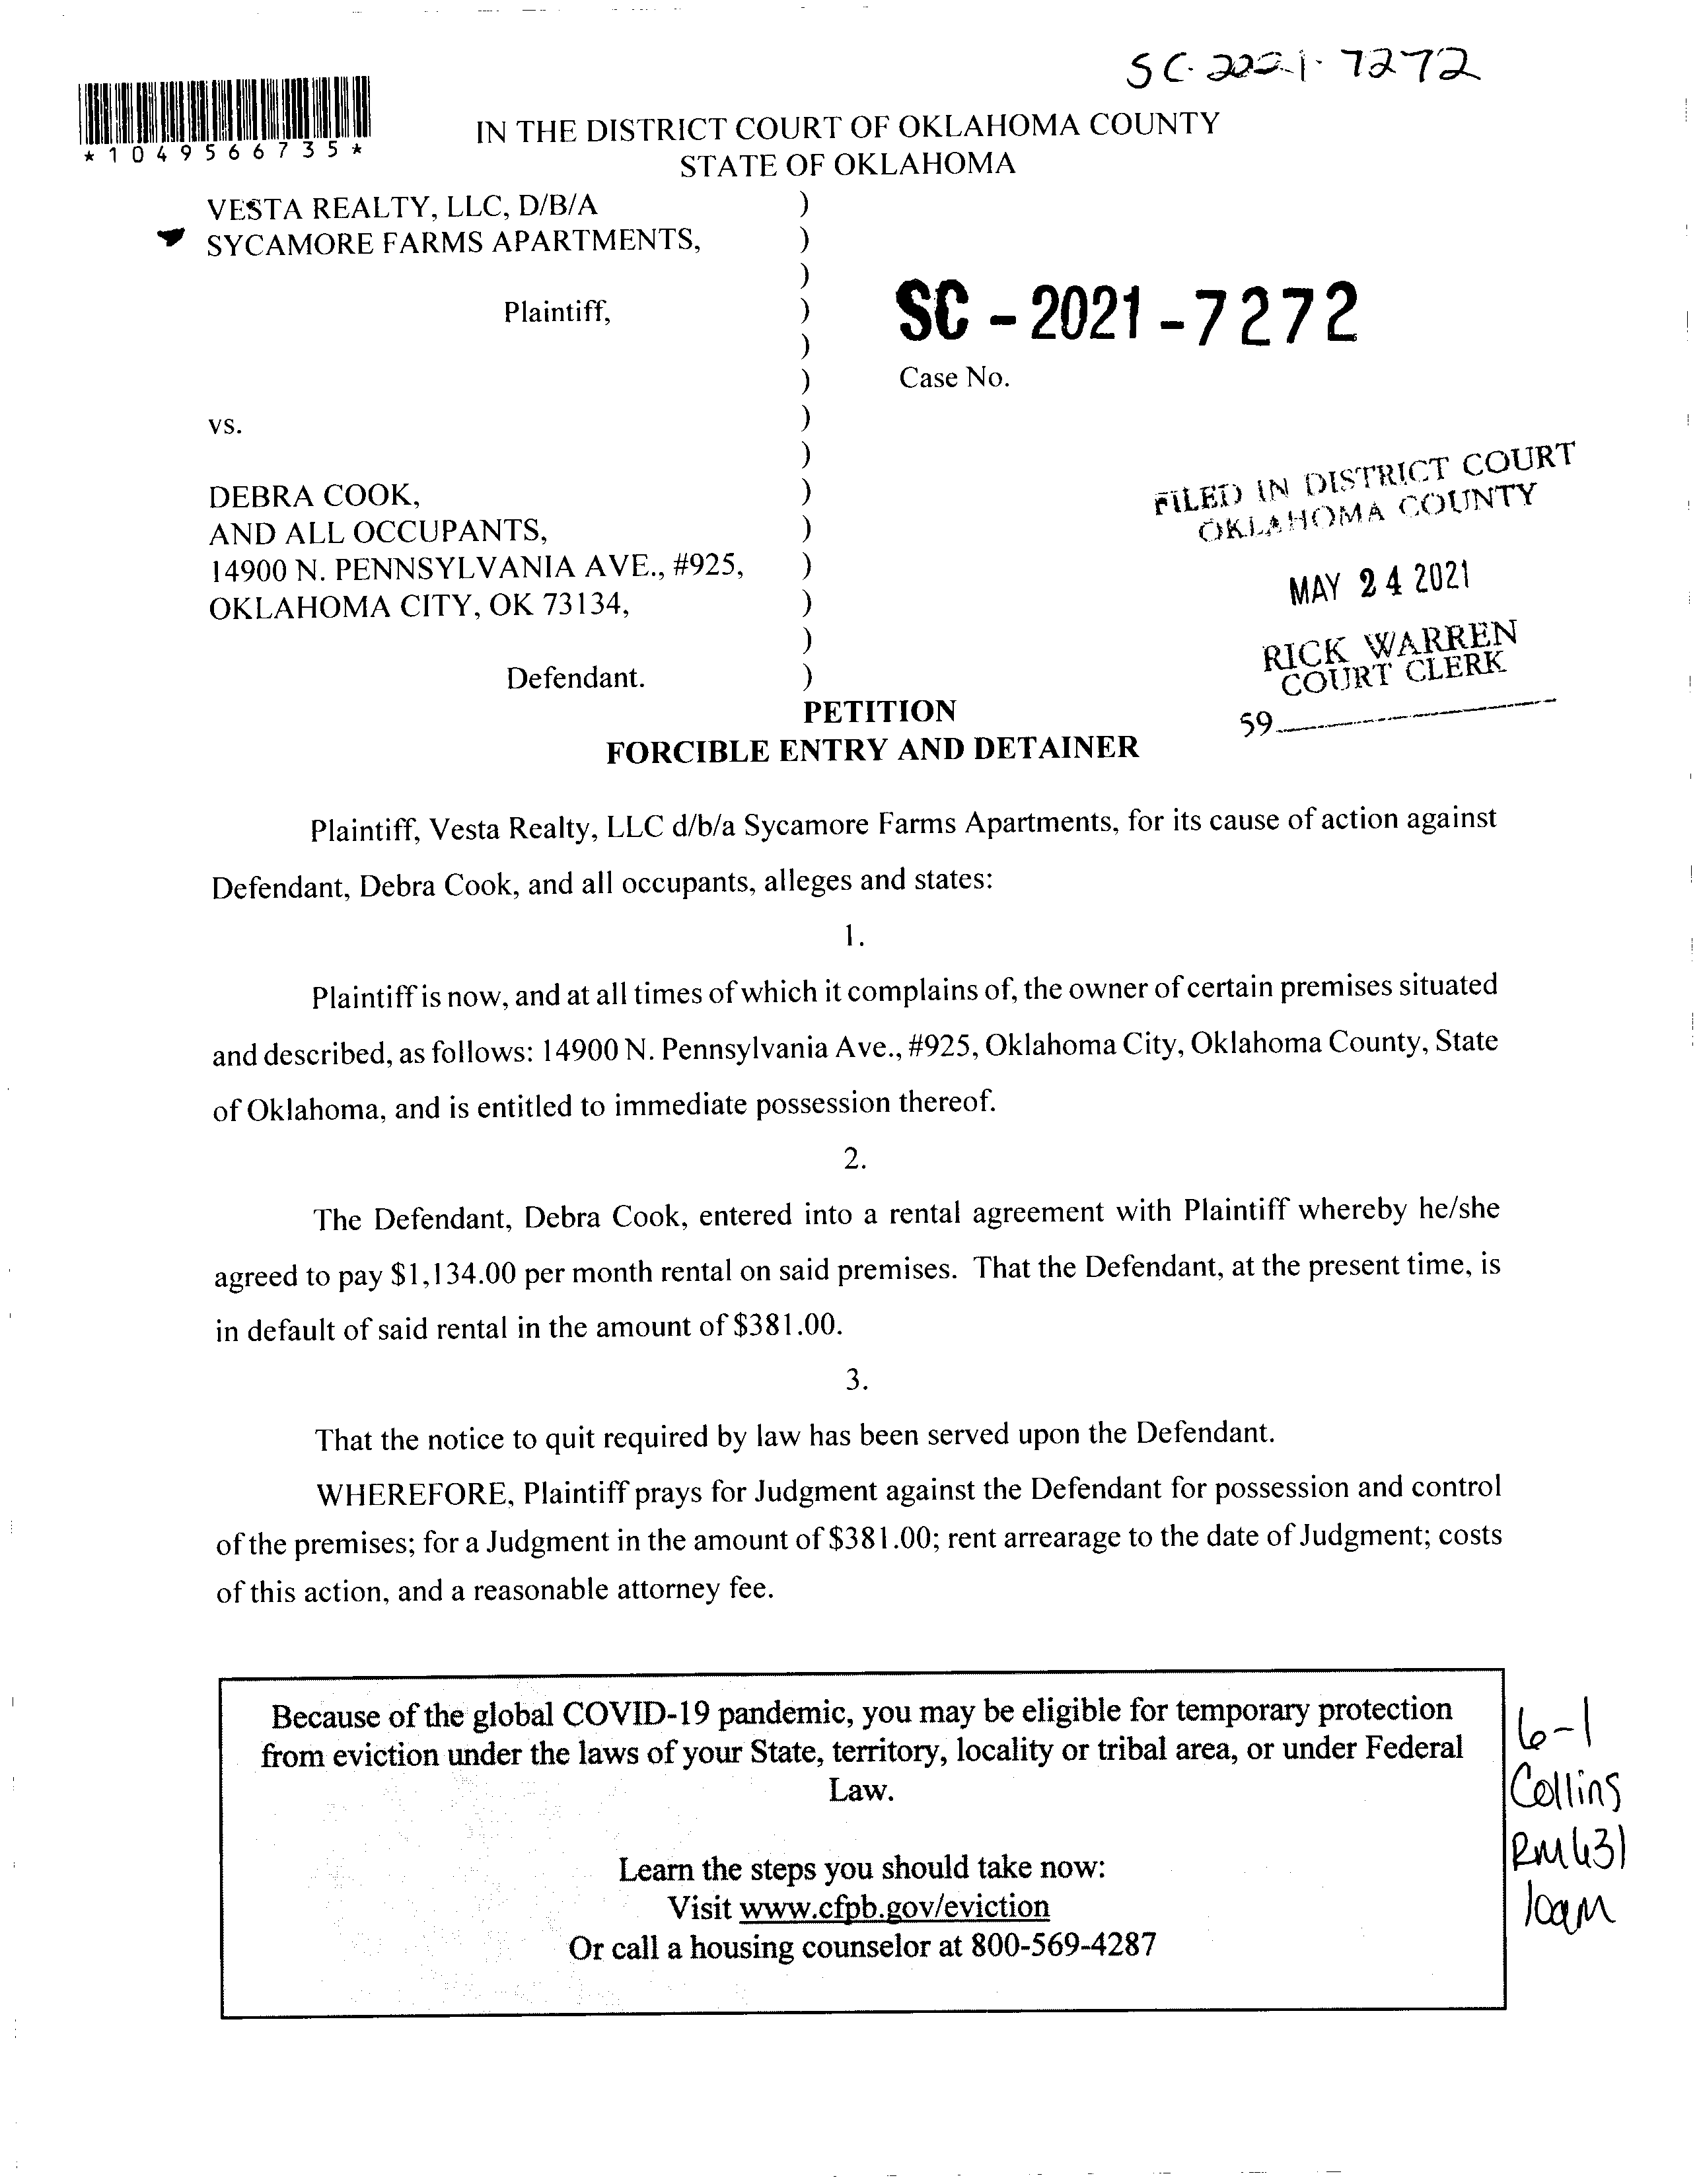 SC-2021-7272
*1049566735*
IN THE DISTRICT COURT OF OKLAHOMA COUNTY
STATE OF OKLAHOMA
VESTA REALTY, LLC, D/B/A )
SYCAMORE FARMS APARTMENTS, )
)
Plaintiff, )
SC-2021-7272
)
) Case No.
vs. )
)
DEBRA COOK, )
AND ALL OCCUPANTS, )
14900 N. PENNSYLVANIA AVE., #925, )
OKLAHOMA CITY, OK 73134, )
)
Defendant. )
FILED IN DISTRICT COURT
OKLAHOMA COUNTY
MAY 24 2021
RICK WARREN
COURT CLERK
59
PETITION
FORCIBLE ENTRY AND DETAINER
Plaintiff, Vesta Realty, LLC d/b/a Sycamore Farms Apartments, for its cause of action against
Defendant, Debra Cook, and all occupants, alleges and states:
1.
Plaintiff is now, and at all times of which it complains of, the owner of certain premises situated
and described, as follows: 14900 N. Pennsylvania Ave., #925, Oklahoma City, Oklahoma County, State
of Oklahoma, and is entitled to immediate possession thereof.
2.
The Defendant, Debra Cook, entered into a rental agreement with Plaintiff whereby he/she
agreed to pay $1,134.00 per month rental on said premises. That the Defendant, at the present time, is
in default of said rental in the amount of $381.00.
3.
That the notice to quit required by law has been served upon the Defendant.
WHEREFORE, Plaintiff prays for Judgment against the Defendant for possession and control
of the premises; for a Judgment in the amount of $381.00; rent arrearage to the date of Judgment; costs
of this action, and a reasonable attorney fee.
Because of the global COVID-19 pandemic, you may be eligible for temporary protection
from eviction under the laws of your State, territory, locality or tribal area, or under Federal
Law.
Learn the steps you should take now:
Visit www.cfpb.gov/eviction
Or call a housing counselor at 800-569-4287
6-1
Collins
RM 631
10am